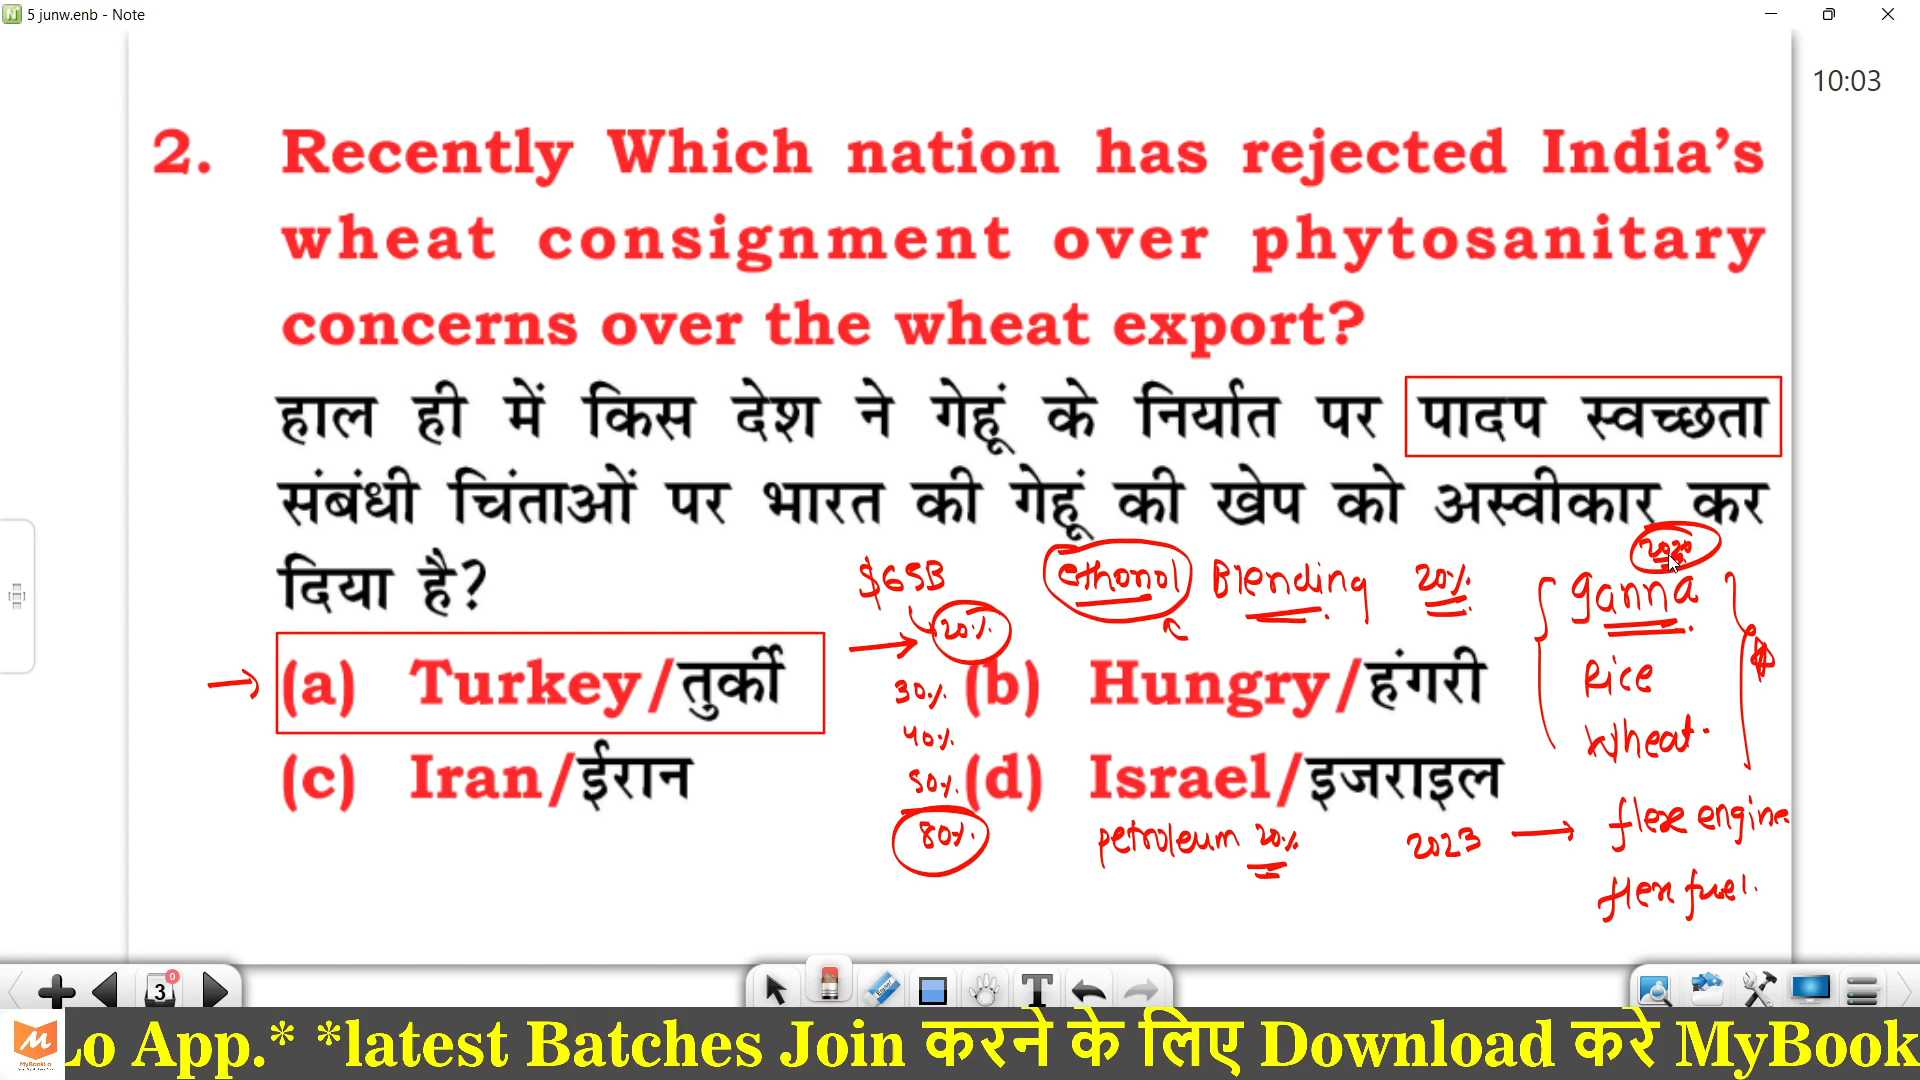 5 junw.enb - Note
10:03
2. Recently Which nation has rejected India’s
wheat consignment over phytosanitary
concerns over the wheat export?
हाल ही में किस देश ने गेहूं के निर्यात पर पादप स्वच्छता
संबंधी चिंताओं पर भारत की गेहूं की खेप को अस्वीकार कर
दिया है?
$65B
ethonol Blending 20%
2020
ganna
20%
(a) Turkey/तुर्की
30%
(b) Hungry/हंगरी
Rice
40%
Wheat
(c) Iran/ईरान
50%
(d) Israel/इजराइल
80%
petroleum 20%
2023 → flexe engine
flex fuel
3
0
T
Lo App.* *latest Batches Join करने के लिए Download करे MyBook